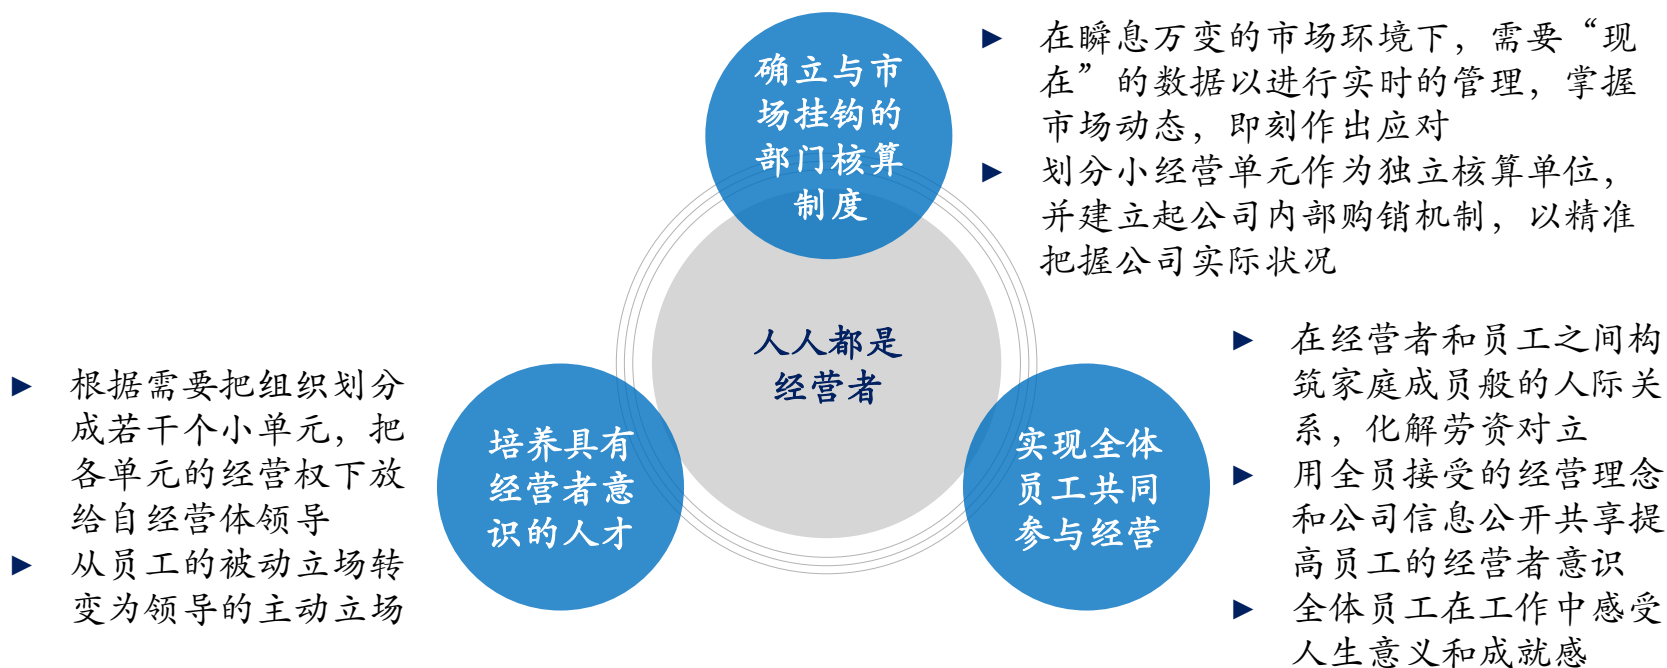 确立与市
场挂钩的
部门核算
制度
在瞬息万变的市场环境下，需要“现
在”的数据以进行实时的管理，掌握
市场动态，即刻作出应对
划分小经营单元作为独立核算单位，
并建立起公司内部购销机制，以精准
把握公司实际状况
人人都是
经营者
根据需要把组织划分
成若干个小单元，把
各单元的经营权下放
给自经营体领导
从员工的被动立场转
变为领导的主动立场
培养具有
经营者意
识的人才
实现全体
员工共同
参与经营
在经营者和员工之间构
筑家庭成员般的人际关
系，化解劳资对立
用全员接受的经营理念
和公司信息公开共享提
高员工的经营者意识
全体员工在工作中感受
人生意义和成就感